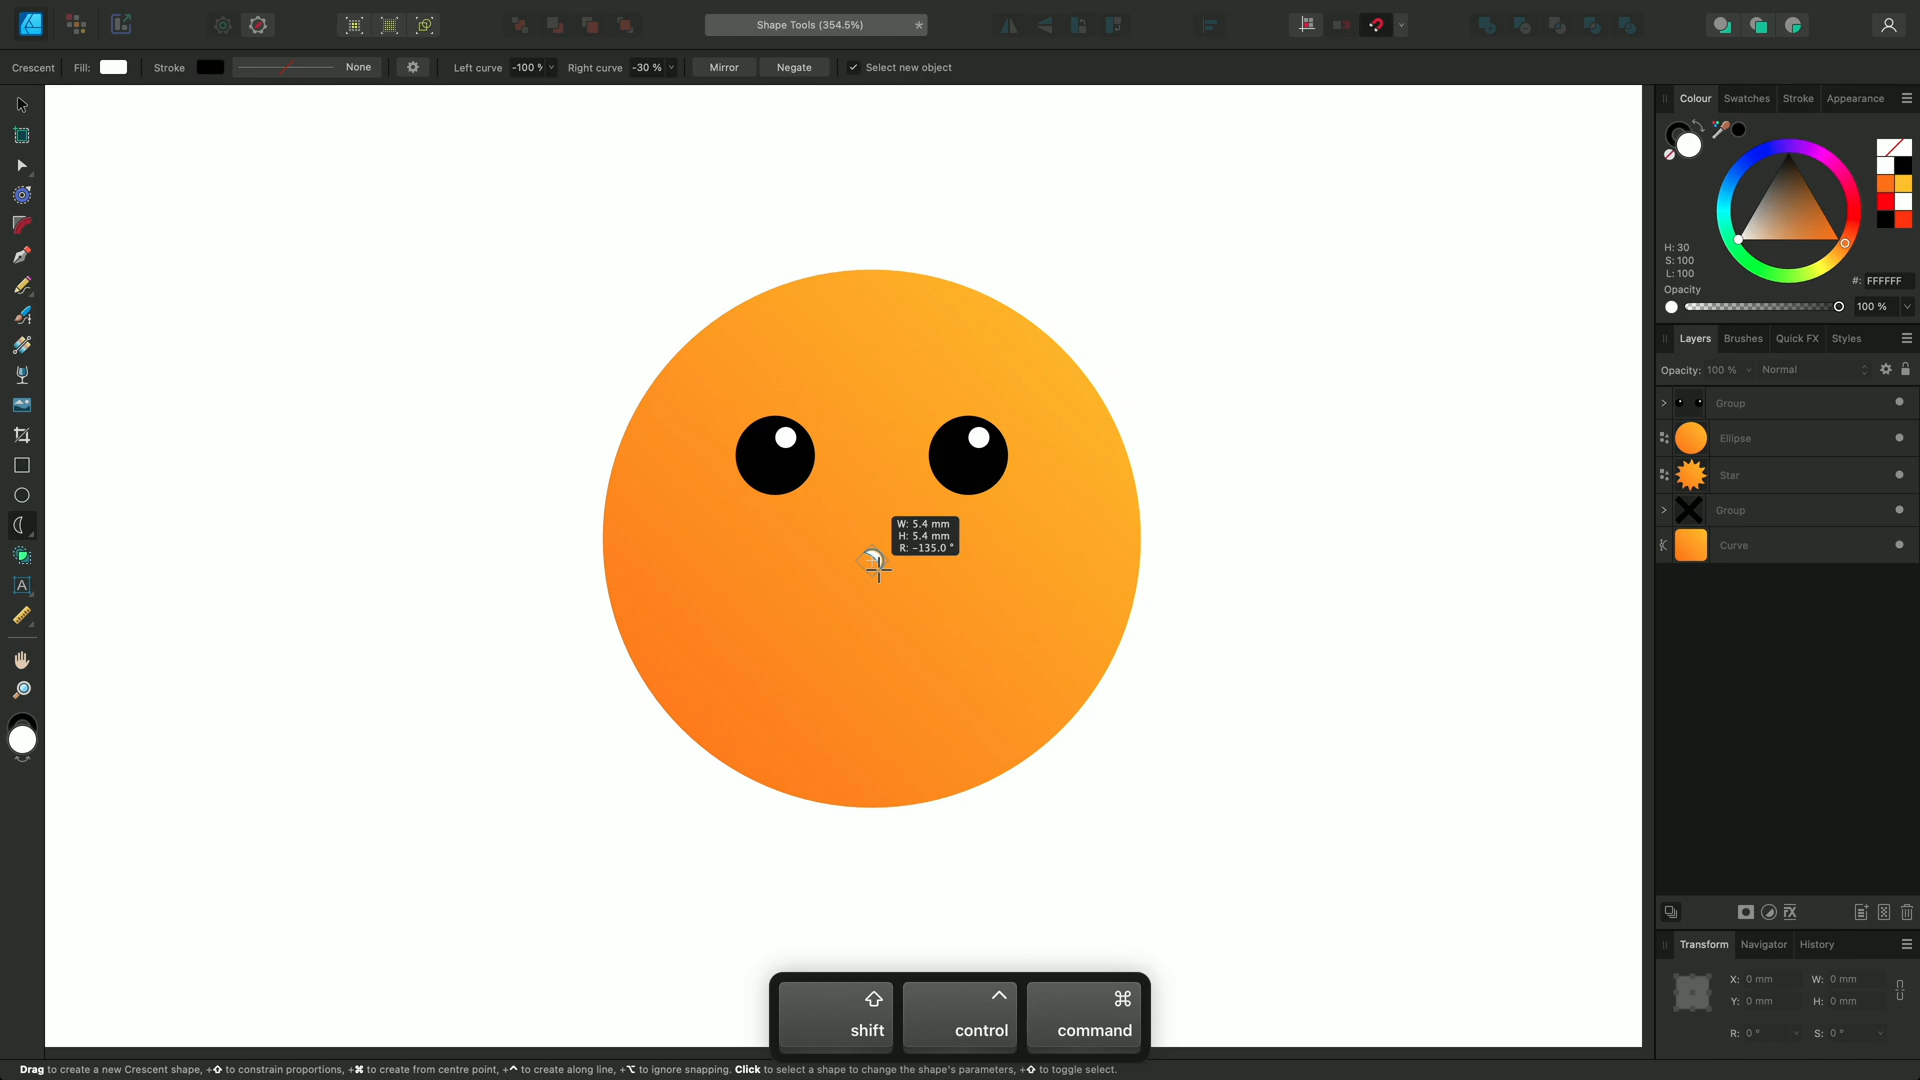 Shape Tools (354.5%)
*
Crescent
Fill:
Stroke
None
Left curve
-100 %
Right curve
-30 %
Mirror
Negate
Select new object
Colour
Swatches
Stroke
Appearance
H: 30
S: 100
L: 100
#: FFFFFF
Opacity
100 %
Layers
Brushes
Quick FX
Styles
Opacity: 100 %
Normal
Group
Ellipse
Star
Group
Curve
W: 5.4 mm
H: 5.4 mm
R: -135.0 °
A
FX
Transform
Navigator
History
X: 0 mm
W: 0 mm
Y: 0 mm
H: 0 mm
R: 0 °
S: 0 °
shift
control
command
Drag to create a new Crescent shape, +⇧ to constrain proportions, +⌘ to create from centre point, +^ to create along line, +⌥ to ignore snapping. Click to select a shape to change the shape's parameters, +⇧ to toggle select.